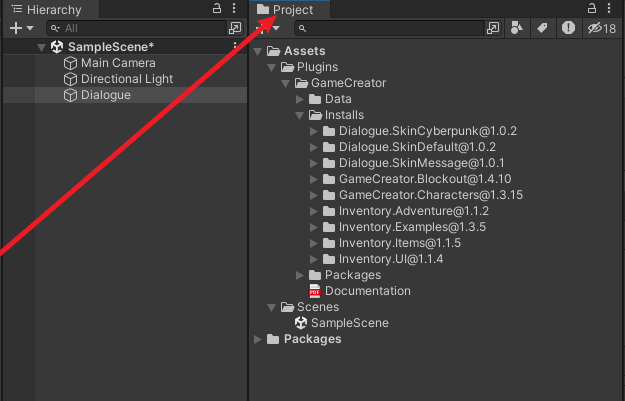 Hierarchy
All
SampleScene*
Main Camera
Directional Light
Dialogue
Project
18
Assets
Plugins
GameCreator
Data
Installs
Dialogue.SkinCyberpunk@1.0.2
Dialogue.SkinDefault@1.0.2
Dialogue.SkinMessage@1.0.1
GameCreator.Blockout@1.4.10
GameCreator.Characters@1.3.15
Inventory.Adventure@1.1.2
Inventory.Examples@1.3.5
Inventory.Items@1.1.5
Inventory.UI@1.1.4
Packages
PDF
Documentation
Scenes
SampleScene
Packages